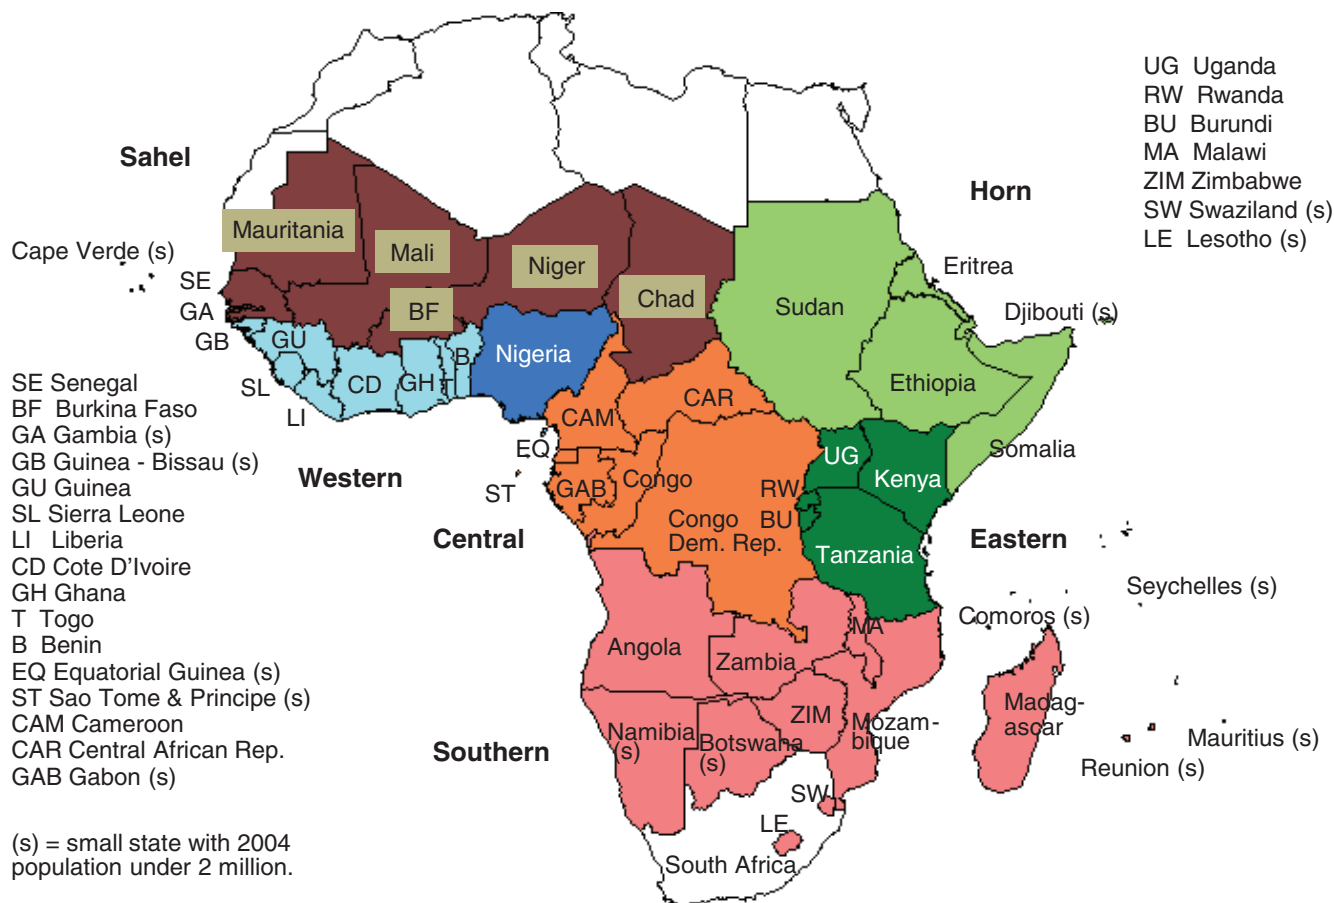 UG Uganda
RW Rwanda
BU Burundi
MA Malawi
ZIM Zimbabwe
SW Swaziland (s)
LE Lesotho (s)
Sahel
Horn
Mauritania
Mali
Niger
Chad
BF
Cape Verde (s)
SE
GA
GB
GU
SL
LI
CD
GH
T
B
Nigeria
Sudan
Eritrea
Djibouti (s)
Ethiopia
Somalia
SE Senegal
BF Burkina Faso
GA Gambia (s)
GB Guinea - Bissau (s)
GU Guinea
SL Sierra Leone
LI Liberia
CD Cote D'Ivoire
GH Ghana
T Togo
B Benin
EQ Equatorial Guinea (s)
ST Sao Tome & Principe (s)
CAM Cameroon
CAR Central African Rep.
GAB Gabon (s)
(s) = small state with 2004
population under 2 million.
Western
CAM
CAR
EQ
ST
GAB
Congo
Central
Congo
Dem. Rep.
UG
Kenya
RW
BU
Tanzania
Eastern
Seychelles (s)
Comoros (s)
Angola
Zambia
MA
Southern
Namibia
(s)
Botswana
(s)
ZIM
Mozam-
bique
Madag-
ascar
Mauritius (s)
Reunion (s)
SW
LE
South Africa